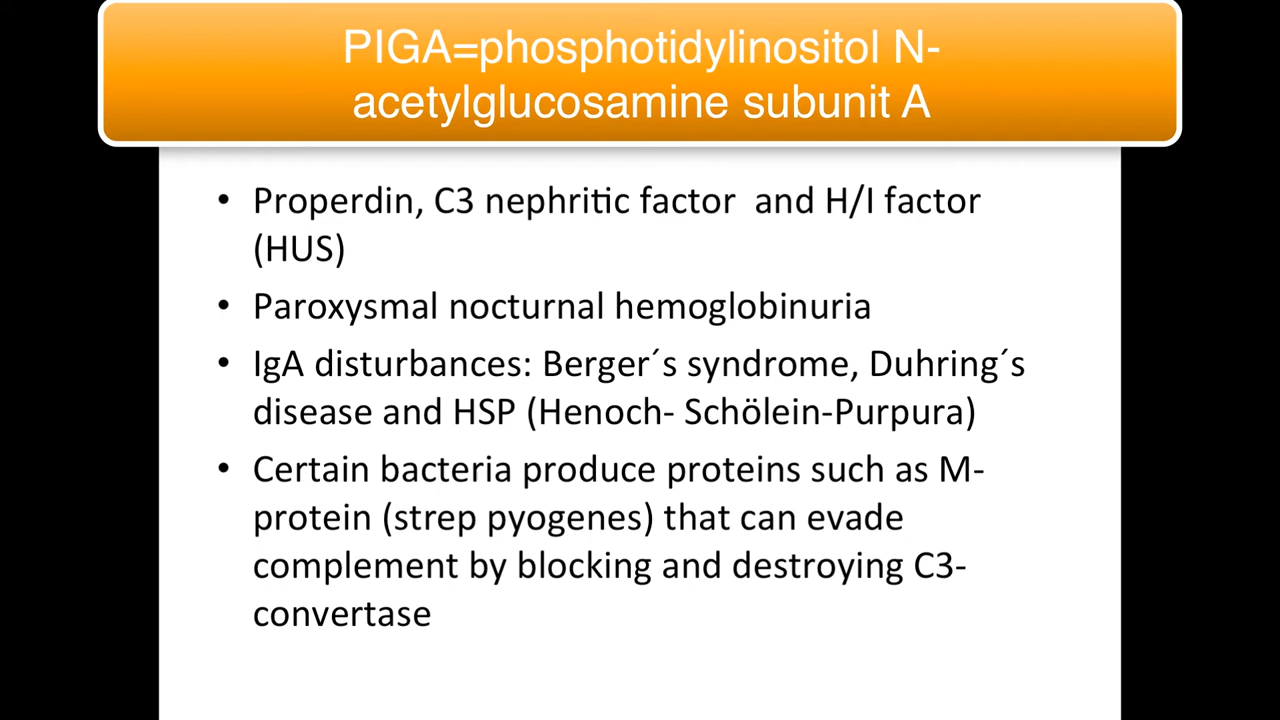 PIGA=phosphotidylinositol N-
acetylglucosamine subunit A
• Properdin, C3 nephritic factor  and H/I factor
(HUS)
• Paroxysmal nocturnal hemoglobinuria
• IgA disturbances: Berger´s syndrome, Duhring´s
disease and HSP (Henoch- Schölein-Purpura)
• Certain bacteria produce proteins such as M-
protein (strep pyogenes) that can evade
complement by blocking and destroying C3-
convertase